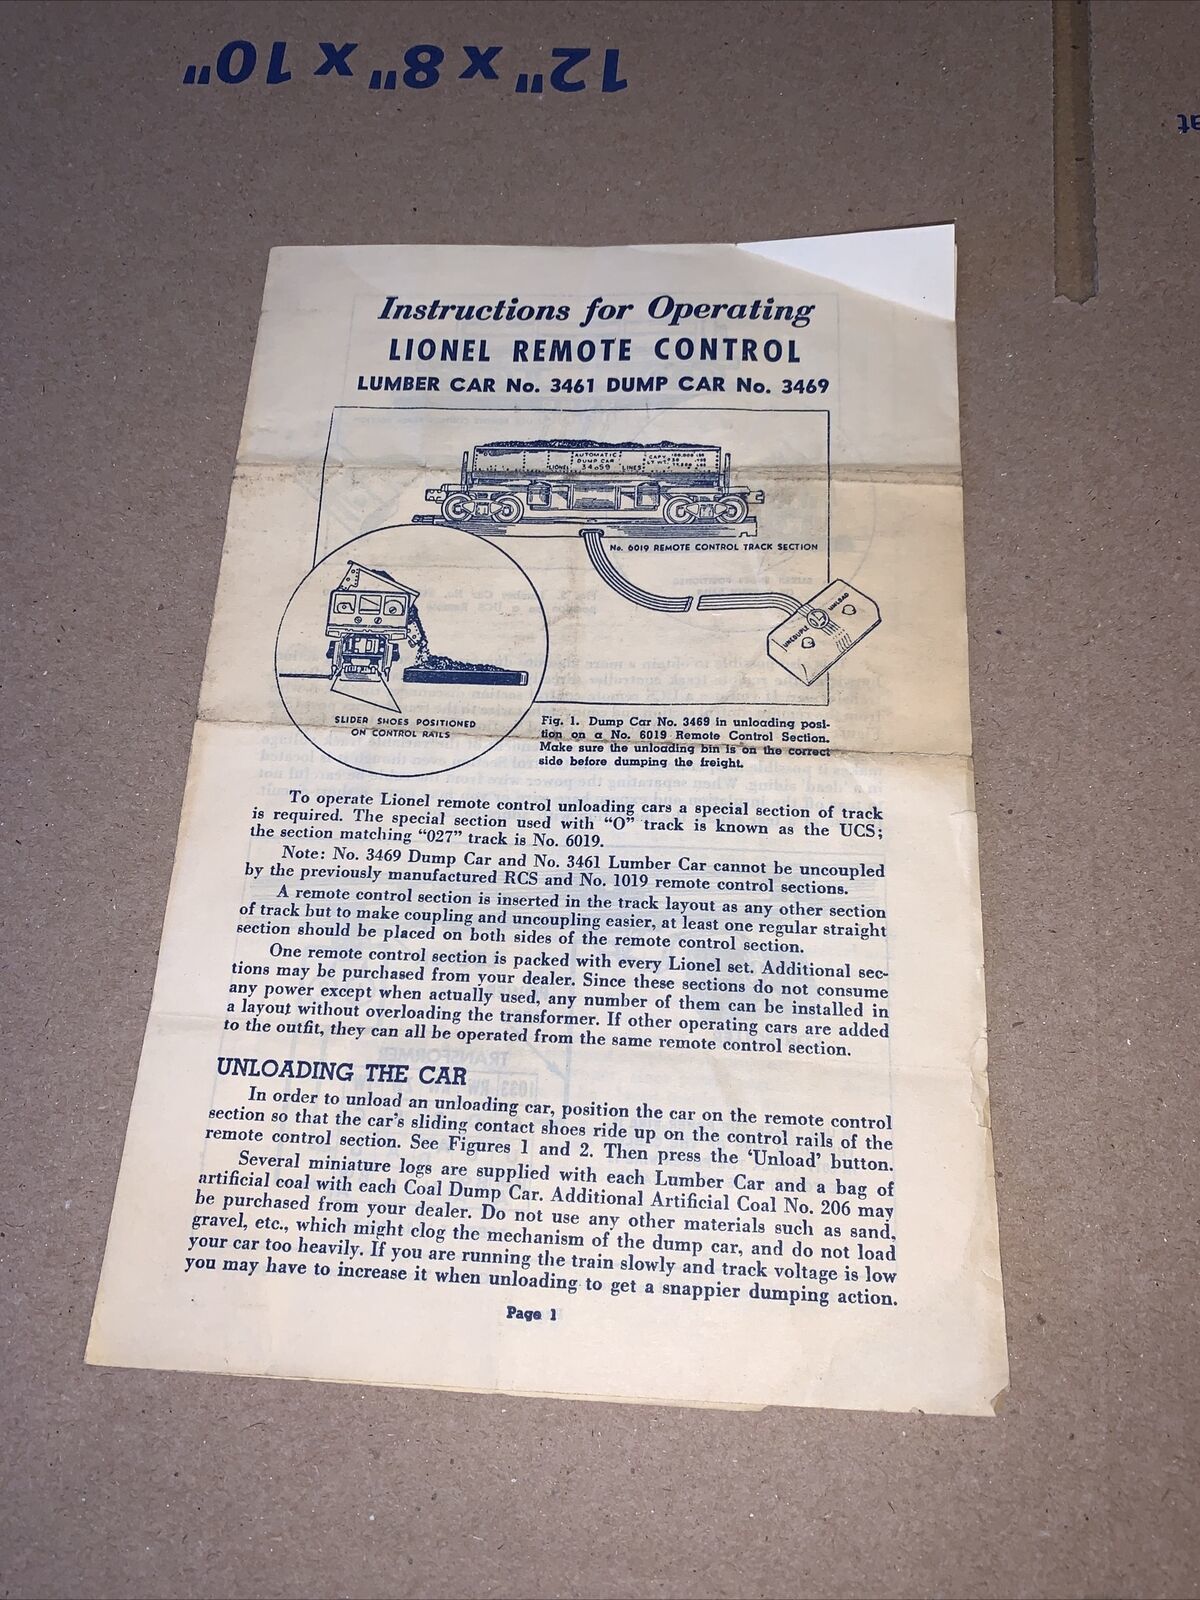 12" x 8" x 10"
Instructions for Operating
LIONEL REMOTE CONTROL
LUMBER CAR No. 3461 DUMP CAR No. 3469
AUTOMATIC
DUMP CAR
LIONEL 34659 LINES
CAPY
No. 6019 REMOTE CONTROL TRACK SECTION
UNCOUPLE
UNLOAD
SLIDER SHOES POSITIONED
ON CONTROL RAILS
Fig. 1. Dump Car No. 3469 in unloading posi-
tion on a No. 6019 Remote Control Section.
Make sure the unloading bin is on the correct
side before dumping the freight.
To operate Lionel remote control unloading cars a special section of track
is required. The special section used with "O" track is known as the UCS;
the section matching "027" track is No. 6019.
Note: No. 3469 Dump Car and No. 3461 Lumber Car cannot be uncoupled
by the previously manufactured RCS and No. 1019 remote control sections.
A remote control section is inserted in the track layout as any other section
of track but to make coupling and uncoupling easier, at least one regular straight
section should be placed on both sides of the remote control section.
One remote control section is packed with every Lionel set. Additional sec-
tions may be purchased from your dealer. Since these sections do not consume
any power except when actually used, any number of them can be installed in
a layout without overloading the transformer. If other operating cars are added
to the outfit, they can all be operated from the same remote control section.
UNLOADING THE CAR
In order to unload an unloading car, position the car on the remote control
section so that the car's sliding contact shoes ride up on the control rails of the
remote control section. See Figures 1 and 2. Then press the 'Unload' button.
Several miniature logs are supplied with each Lumber Car and a bag of
artificial coal with each Coal Dump Car. Additional Artificial Coal No. 206 may
be purchased from your dealer. Do not use any other materials such as sand,
gravel, etc., which might clog the mechanism of the dump car, and do not load
your car too heavily. If you are running the train slowly and track voltage is low
you may have to increase it when unloading to get a snappier dumping action.
Page 1